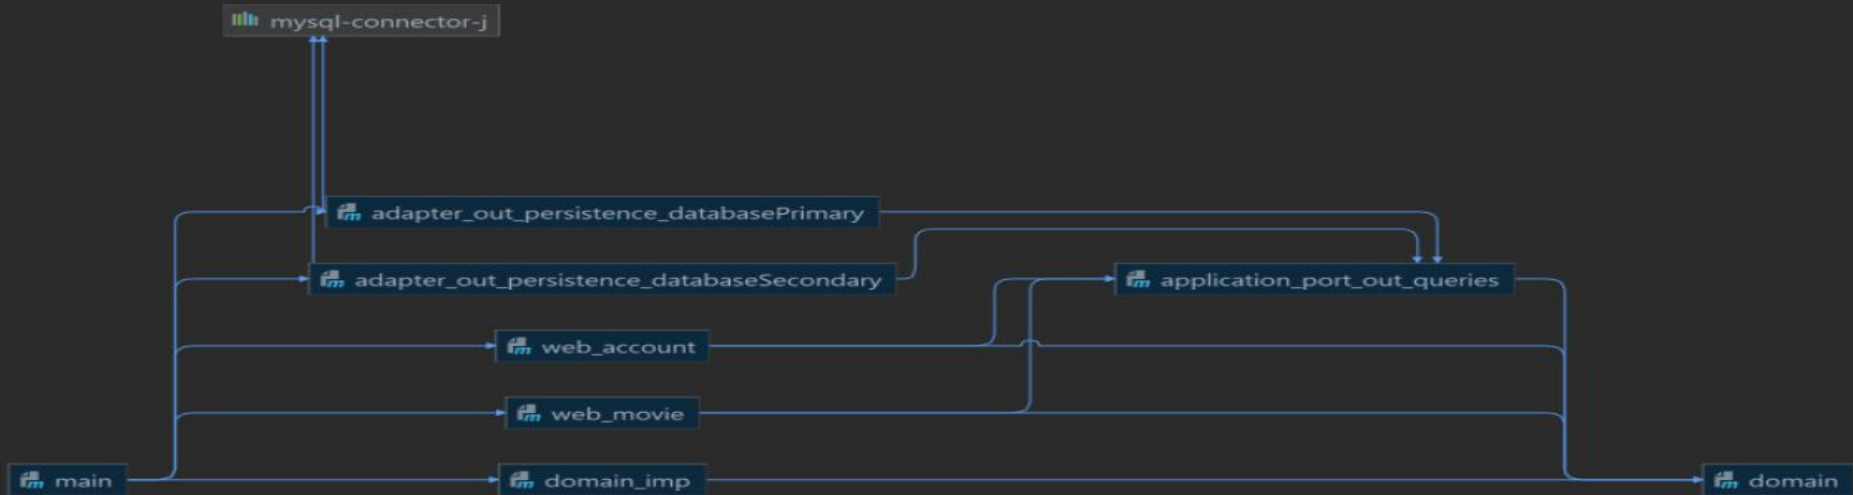 mysql-connector-j
adapter_out_persistence_databasePrimary
adapter_out_persistence_databaseSecondary
application_port_out_queries
web_account
web_movie
main
domain_imp
domain